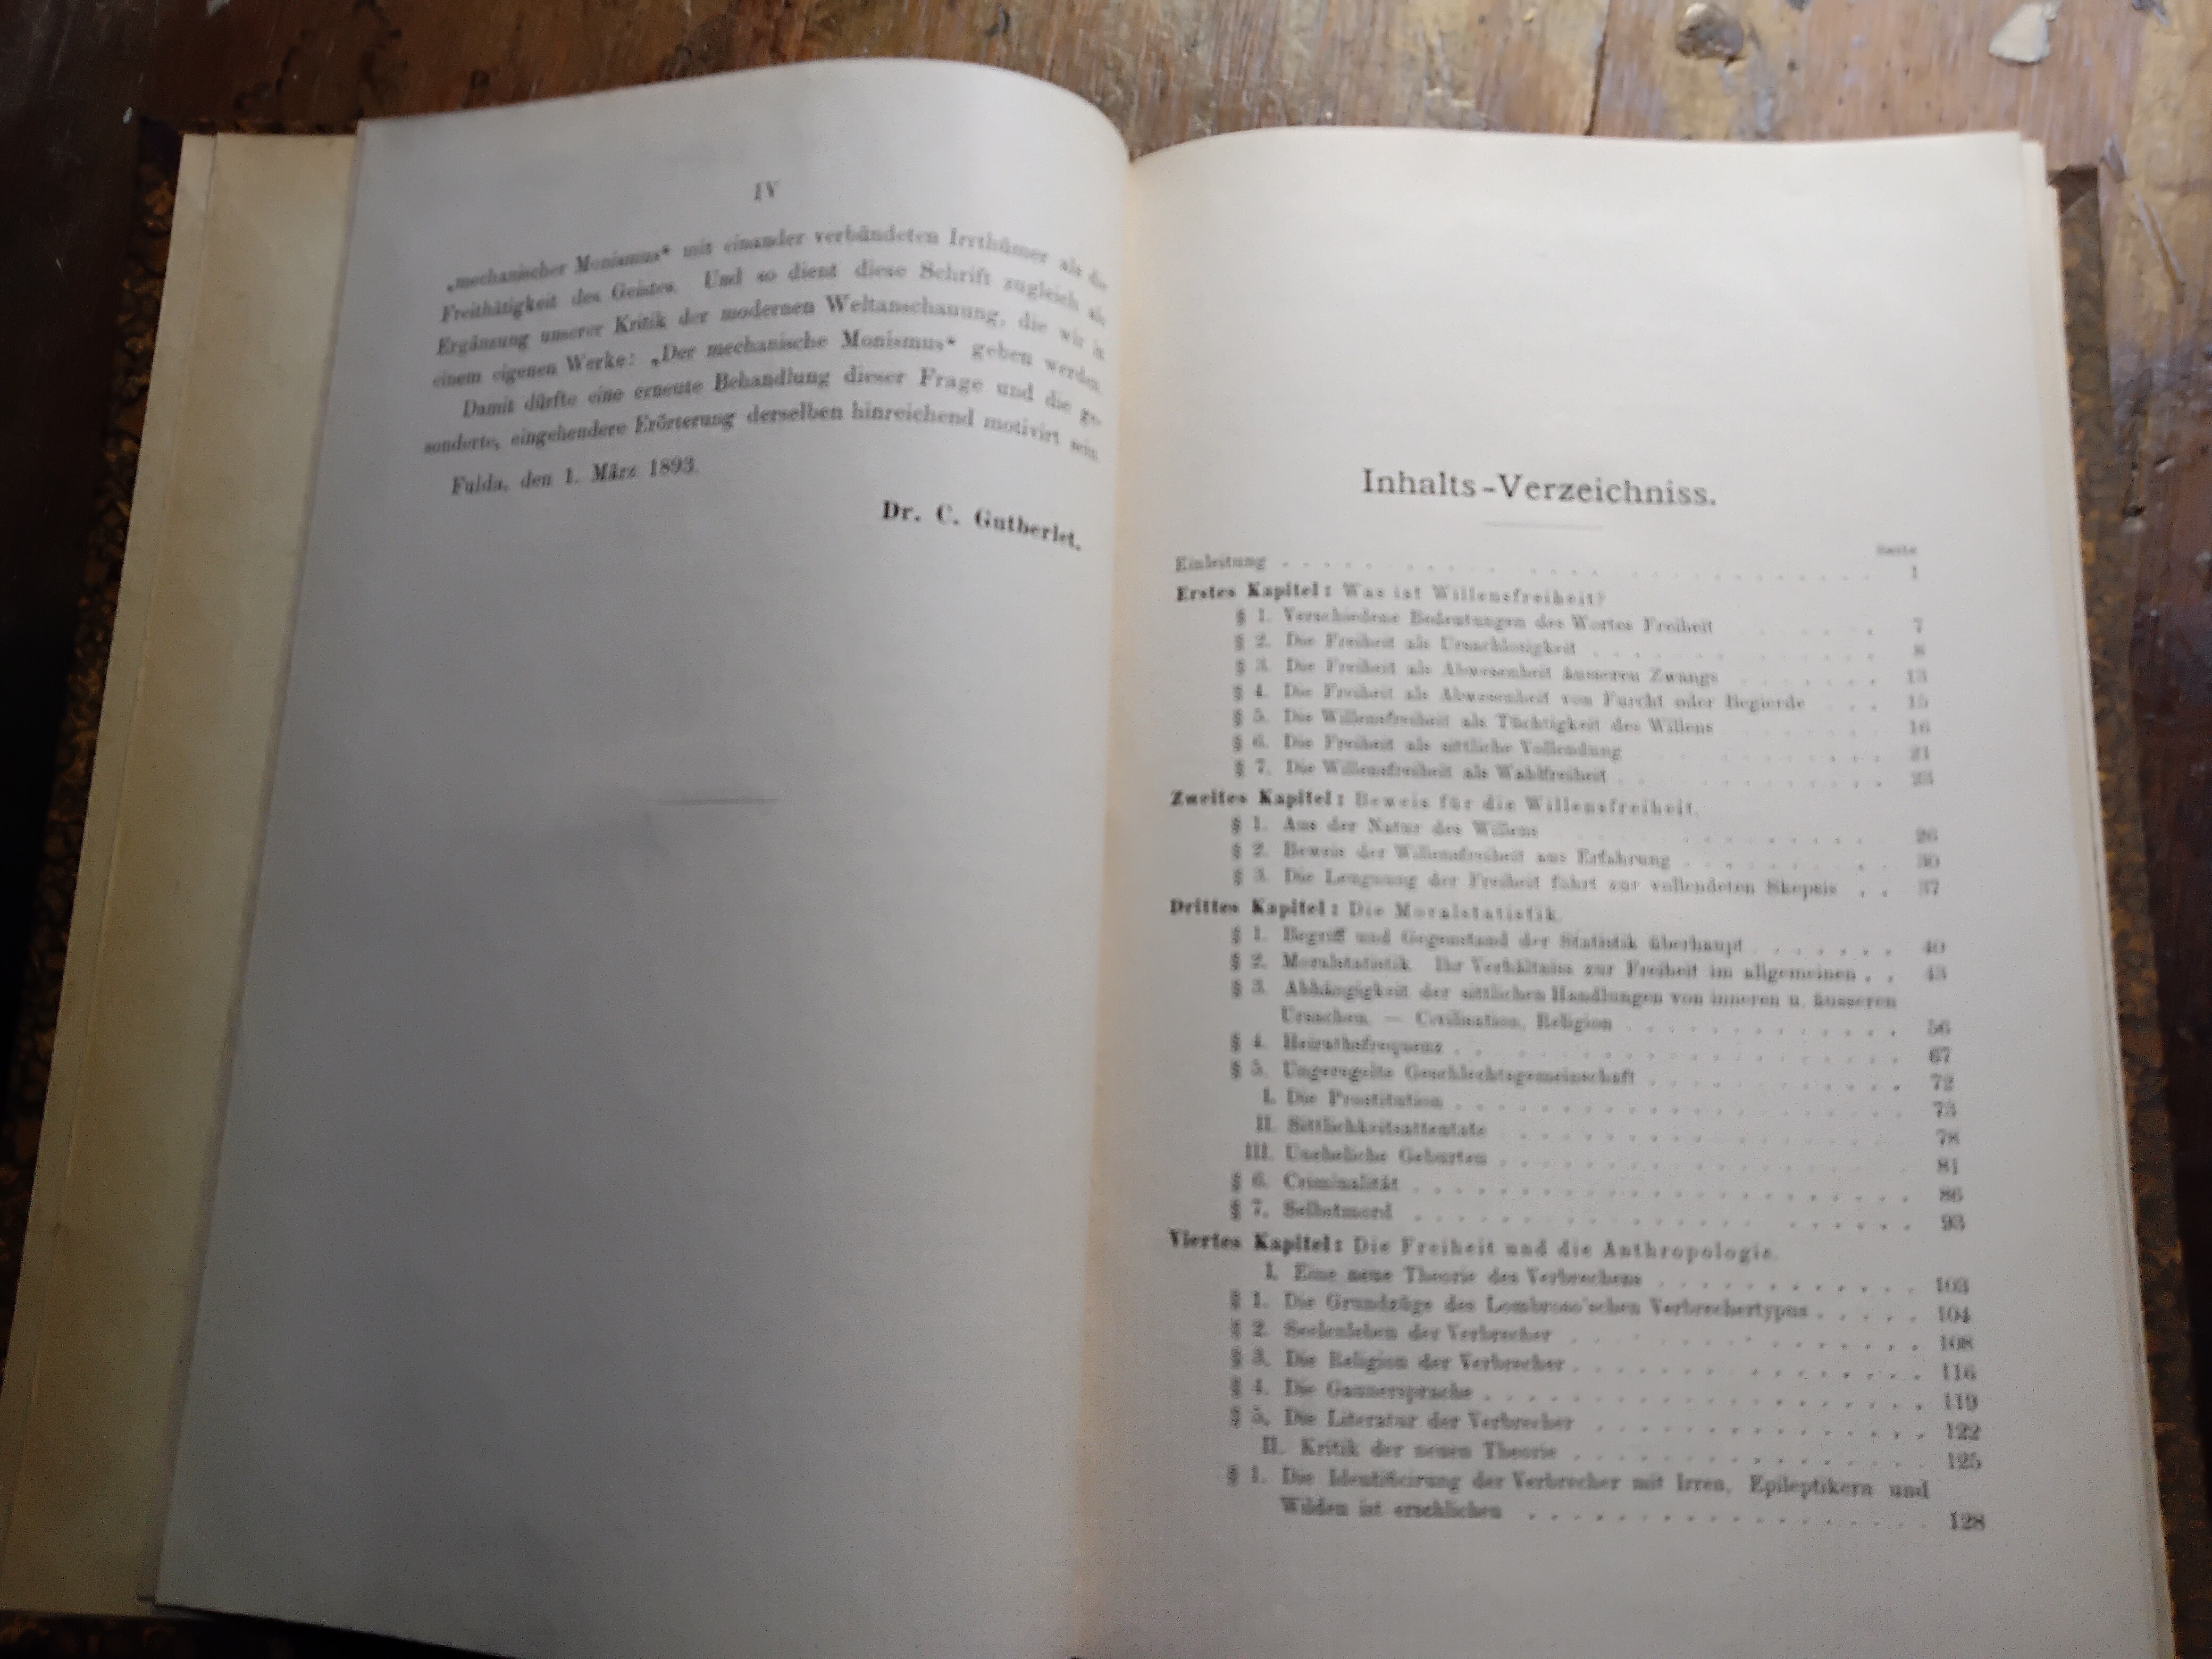 IV
„mechanischer Monismus“ mit einander verbündeten Irrthümer als die
Freithätigkeit des Geistes. Und so dient diese Schrift zugleich als
Ergänzung unserer Kritik der modernen Weltanschauung, die wir in
einem eigenen Werke: „Der mechanische Monismus“ geben werden.
Damit dürfte eine erneute Behandlung dieser Frage und die ge-
sonderte, eingehendere Erörterung derselben hinreichend motivirt sein.
Fulda, den 1. März 1893.
Dr. C. Gutberlet.
Inhalts-Verzeichniss.
Seite
Einleitung . . . . . . . . 1
Erstes Kapitel: Was ist Willensfreiheit?
§ 1. Verschiedene Bedeutungen des Wortes Freiheit . . . . 7
§ 2. Die Freiheit als Ursachlosigkeit . . . . 8
§ 3. Die Freiheit als Abwesenheit äusseren Zwangs . . . . 13
§ 4. Die Freiheit als Abwesenheit von Furcht oder Begierde . . . 15
§ 5. Die Willensfreiheit als Tüchtigkeit des Willens . . . . 16
§ 6. Die Freiheit als sittliche Vollendung . . . . 21
§ 7. Die Willensfreiheit als Wahlfreiheit . . . . 23
Zweites Kapitel: Beweis für die Willensfreiheit.
§ 1. Aus der Natur des Willens . . . . 26
§ 2. Beweis der Willensfreiheit aus Erfahrung . . . . 30
§ 3. Die Leugnung der Freiheit führt zur vollendeten Skepsis . . 37
Drittes Kapitel: Die Moralstatistik.
§ 1. Begriff und Gegenstand der Statistik überhaupt . . . . 40
§ 2. Moralstatistik. Ihr Verhältniss zur Freiheit im allgemeinen . . 43
§ 3. Abhängigkeit der sittlichen Handlungen von inneren u. äusseren
Ursachen. — Civilisation, Religion . . . . 56
§ 4. Heirathsfrequenz . . . . 67
§ 5. Ungeregelte Geschlechtsgemeinschaft . . . . 72
I. Die Prostitution . . . . 73
II. Sittlichkeitsattentate . . . . 78
III. Uneheliche Geburten . . . . 81
§ 6. Criminalität . . . . 86
§ 7. Selbstmord . . . . 93
Viertes Kapitel: Die Freiheit und die Anthropologie.
I. Eine neue Theorie des Verbrechens . . . . 103
§ 1. Die Grundzüge des Lombroso'schen Verbrechertypus . . . . . 104
§ 2. Seelenleben der Verbrecher . . . . 108
§ 3. Die Religion der Verbrecher . . . . 116
§ 4. Die Gaunersprache . . . . 119
§ 5. Die Literatur der Verbrecher . . . . 122
II. Kritik der neuen Theorie . . . . 125
§ 1. Die Identificirung der Verbrecher mit Irren, Epileptikern und
Wilden ist erschlichen . . . . 128